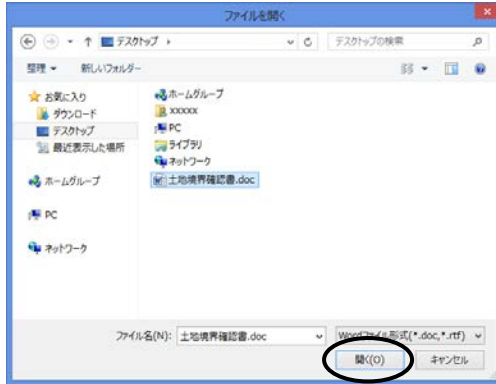 ファイルを開く
デスクトップ
デスクトップの検索
整理
新しいフォルダー
お気に入り
ダウンロード
デスクトップ
最近表示した場所
ホームグループ
PC
ネットワーク
ホームグループ
xxxxx
PC
ライブラリ
ネットワーク
土地境界確認書.doc
ファイル名(N): 土地境界確認書.doc
Wordファイル形式(*.doc,*.rtf)
開く(O) キャンセル